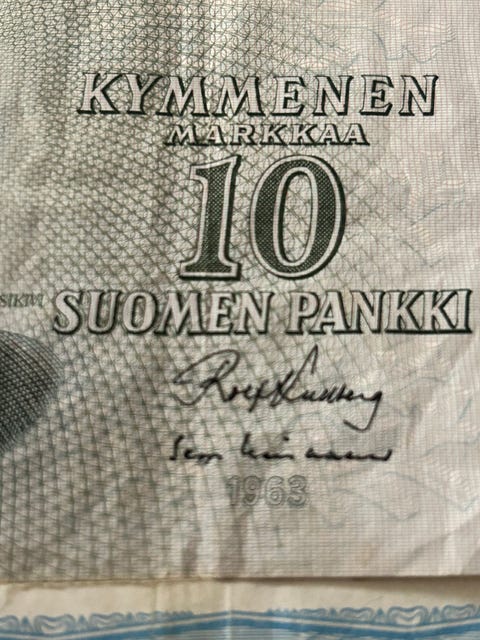 KYMMENEN
MARKKAA
10
SUOMEN PANKKI
1963